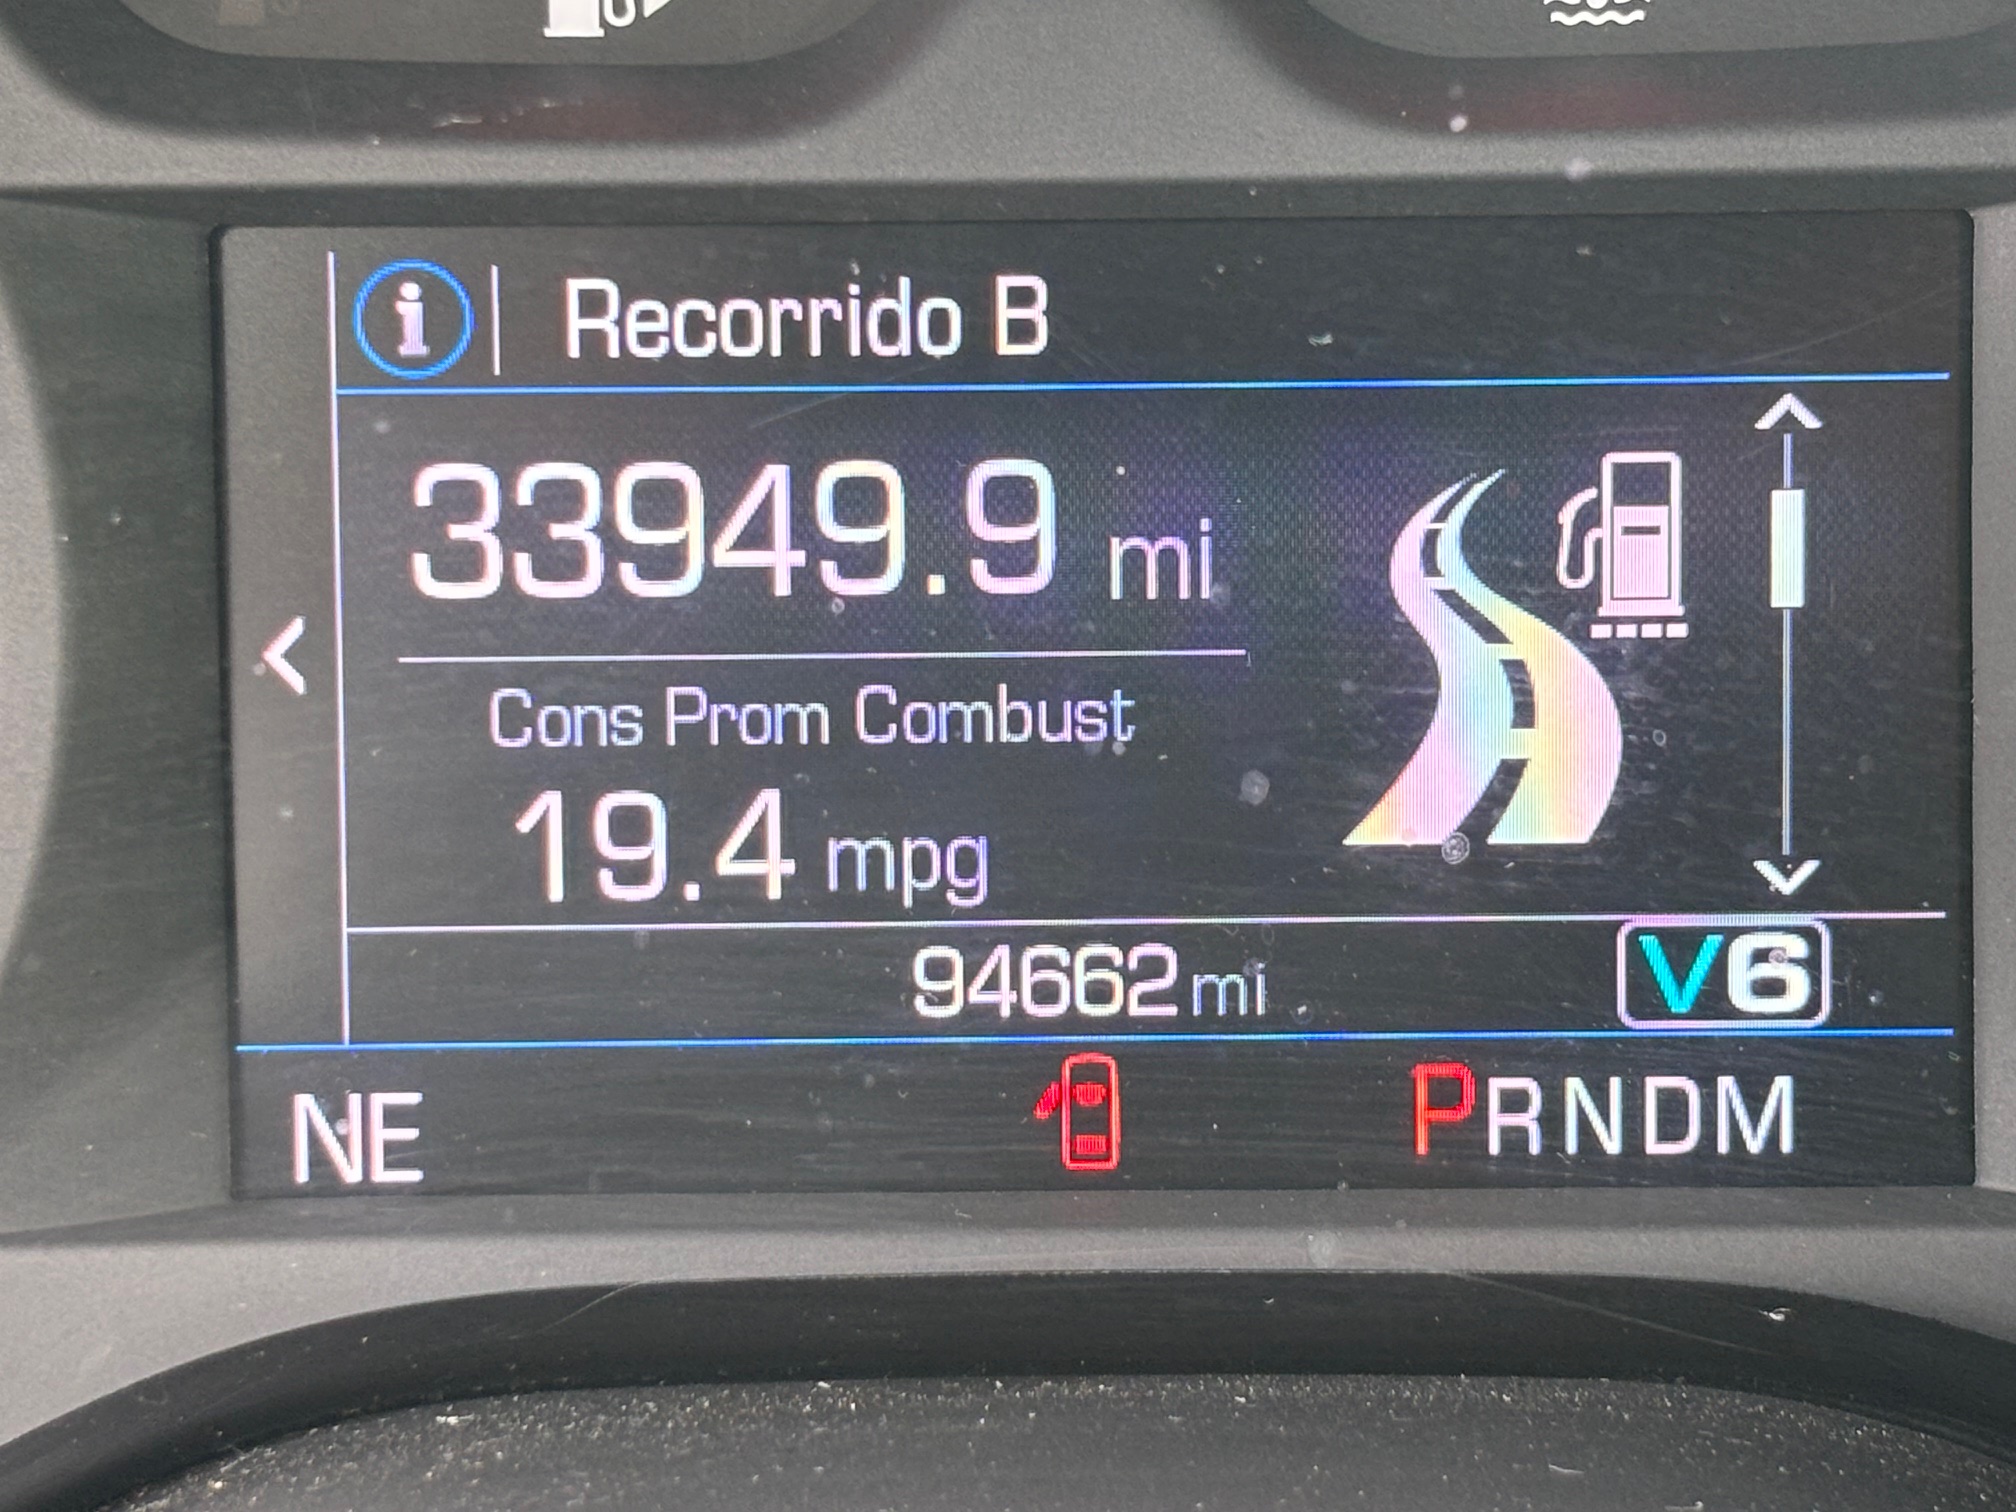 Recorrido B
33949.9 mi
Cons Prom Combust
19.4 mpg
94662 mi
V6
NE
PRNDM